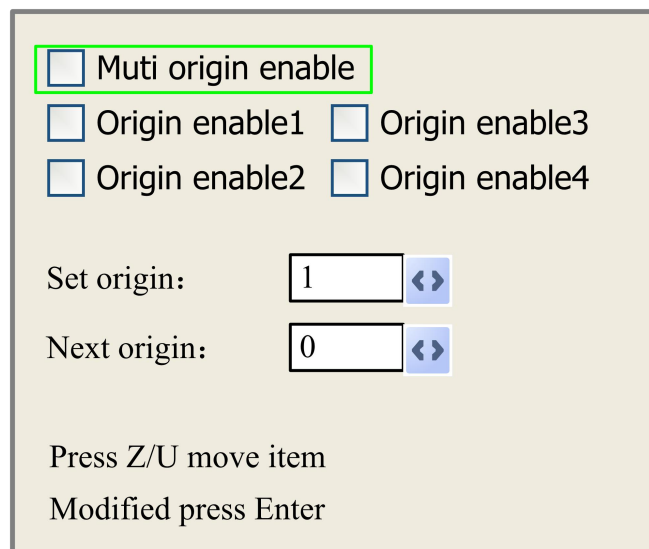 Muti origin enable
Origin enable1 Origin enable3
Origin enable2 Origin enable4
Set origin： 1
Next origin： 0
Press Z/U move item
Modified press Enter